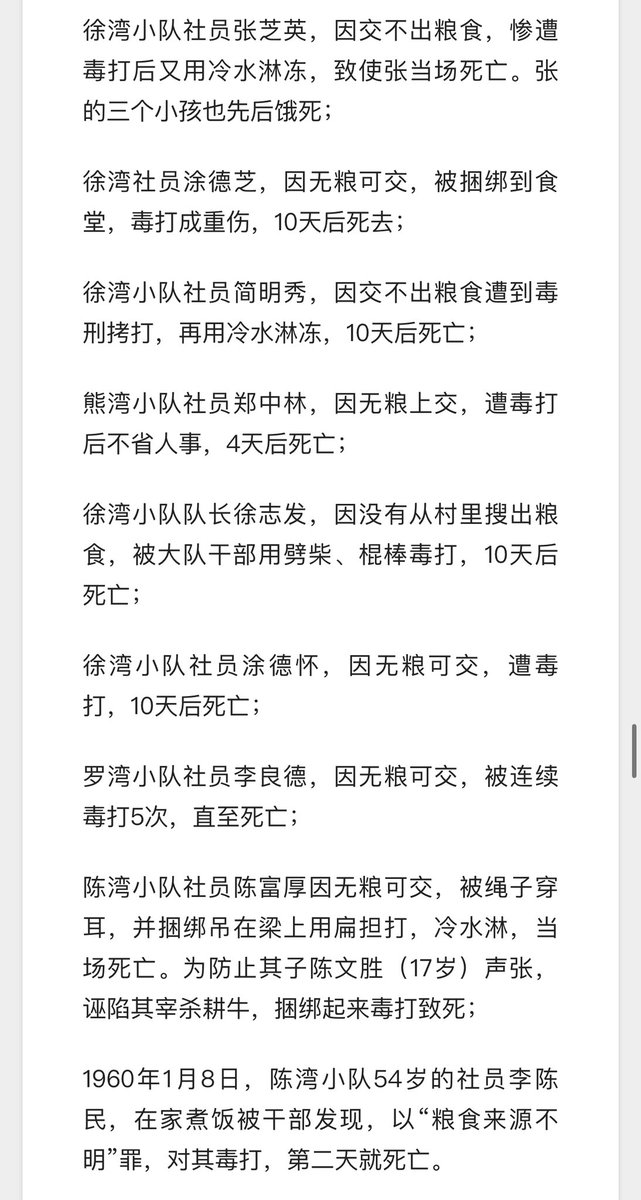 徐湾小队社员张芝英，因交不出粮食，惨遭
毒打后又用冷水淋冻，致使张当场死亡。张
的三个小孩也先后饿死；
徐湾社员涂德芝，因无粮可交，被捆绑到食
堂，毒打成重伤，10天后死去；
徐湾小队社员简明秀，因交不出粮食遭到毒
刑拷打，再用冷水淋冻，10天后死亡；
熊湾小队社员郑中林，因无粮上交，遭毒打
后不省人事，4天后死亡；
徐湾小队队长徐志发，因没有从村里搜出粮
食，被大队干部用劈柴、棍棒毒打，10天后
死亡；
徐湾小队社员涂德怀，因无粮可交，遭毒
打，10天后死亡；
罗湾小队社员李良德，因无粮可交，被连续
毒打5次，直至死亡；
陈湾小队社员陈富厚因无粮可交，被绳子穿
耳，并捆绑吊在梁上用扁担打，冷水淋，当
场死亡。为防止其子陈文胜（17岁）声张，
诬陷其宰杀耕牛，捆绑起来毒打致死；
1960年1月8日，陈湾小队54岁的社员李陈
民，在家煮饭被干部发现，以“粮食来源不
明”罪，对其毒打，第二天就死亡。